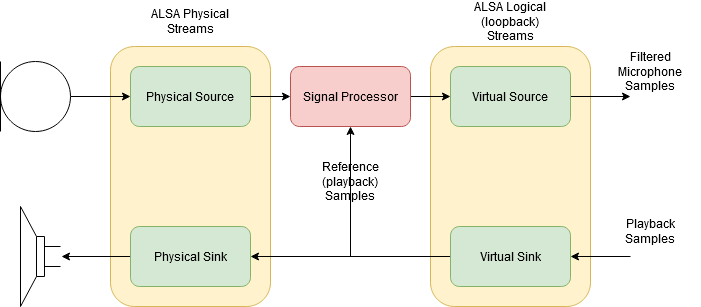 ALSA Physical
Streams
ALSA Logical
(loopback)
Streams
Physical Source
Signal Processor
Virtual Source
Filtered
Microphone
Samples
Reference
(playback)
Samples
Physical Sink
Virtual Sink
Playback
Samples